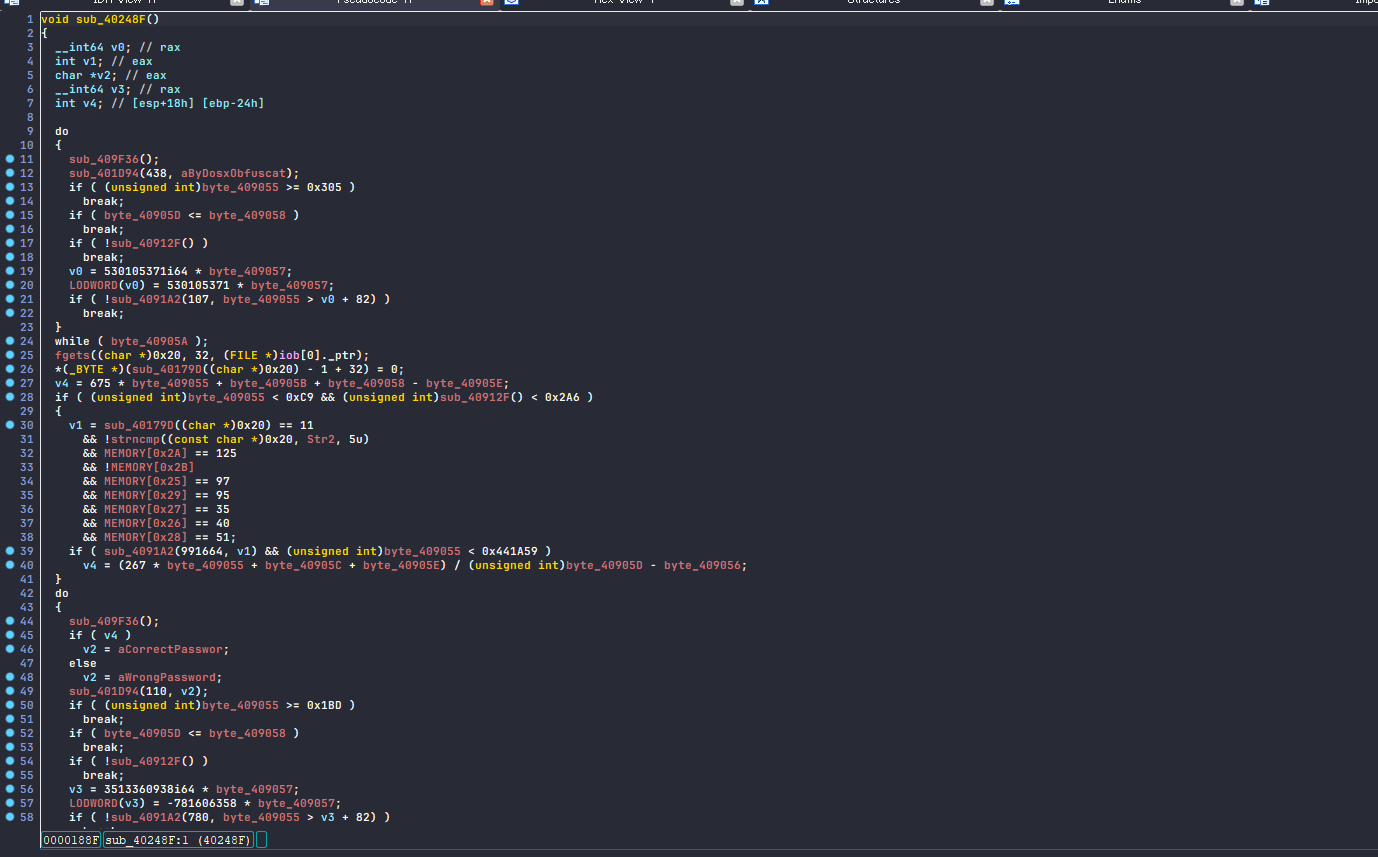 Pseudocode-A
Hex View-1
Structures
Enums
1 void sub_40248F()
2 {
3 __int64 v0; // rax
4 int v1; // eax
5 char *v2; // eax
6 __int64 v3; // rax
7 int v4; // [esp+18h] [ebp-24h]
8
9 do
10 {
11 sub_409F36();
12 sub_401D94(438, aByDosxObfuscat);
13 if ( (unsigned int)byte_409055 >= 0x305 )
14 break;
15 if ( byte_40905D <= byte_409058 )
16 break;
17 if ( !sub_40912F() )
18 break;
19 v0 = 530105371i64 * byte_409057;
20 LODWORD(v0) = 530105371 * byte_409057;
21 if ( !sub_4091A2(107, byte_409055 > v0 + 82) )
22 break;
23 }
24 while ( byte_40905A );
25 fgets((char *)0x20, 32, (FILE *)iob[0]._ptr);
26 *(_BYTE *)(sub_40179D((char *)0x20) - 1 + 32) = 0;
27 v4 = 675 * byte_409055 + byte_40905B + byte_409058 - byte_40905E;
28 if ( (unsigned int)byte_409055 < 0xC9 && (unsigned int)sub_40912F() < 0x2A6 )
29 {
30 v1 = sub_40179D((char *)0x20) == 11
31 && !strncmp((const char *)0x20, Str2, 5u)
32 && MEMORY[0x2A] == 125
33 && !MEMORY[0x2B]
34 && MEMORY[0x25] == 97
35 && MEMORY[0x29] == 95
36 && MEMORY[0x27] == 35
37 && MEMORY[0x26] == 40
38 && MEMORY[0x28] == 51;
39 if ( sub_4091A2(991664, v1) && (unsigned int)byte_409055 < 0x441A59 )
40 v4 = (267 * byte_409055 + byte_40905C + byte_40905E) / (unsigned int)byte_40905D - byte_409056;
41 }
42 do
43 {
44 sub_409F36();
45 if ( v4 )
46 v2 = aCorrectPasswor;
47 else
48 v2 = aWrongPassword;
49 sub_401D94(110, v2);
50 if ( (unsigned int)byte_409055 >= 0x1BD )
51 break;
52 if ( byte_40905D <= byte_409058 )
53 break;
54 if ( !sub_40912F() )
55 break;
56 v3 = 3513360938i64 * byte_409057;
57 LODWORD(v3) = -781606358 * byte_409057;
58 if ( !sub_4091A2(780, byte_409055 > v3 + 82) )
0000188F sub_40248F:1 (40248F)